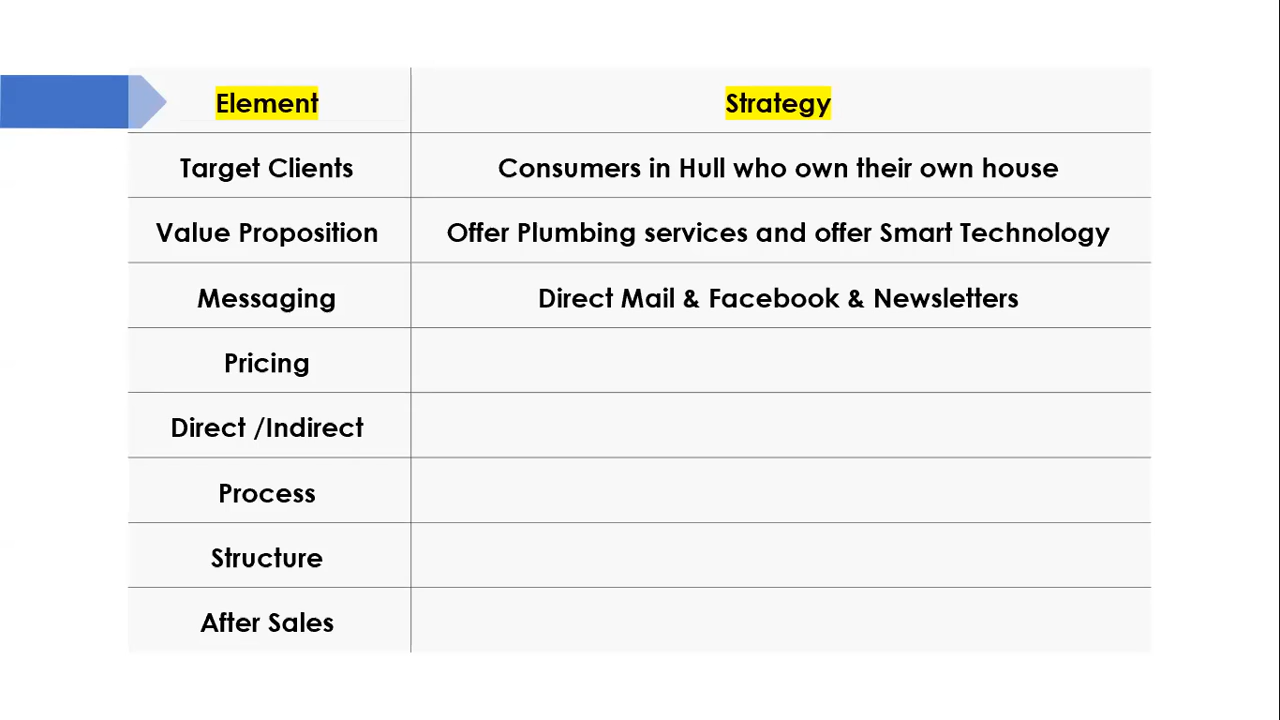 Element Strategy
Target Clients Consumers in Hull who own their own house
Value Proposition Offer Plumbing services and offer Smart Technology
Messaging Direct Mail & Facebook & Newsletters
Pricing
Direct /Indirect
Process
Structure
After Sales